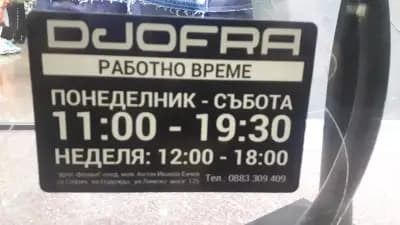 DJOFRA
РАБОТНО ВРЕМЕ
ПОНЕДЕЛНИК - СЪБОТА
11:00 - 19:30
НЕДЕЛЯ: 12:00 - 18:00
Тел.: 0883 309 409